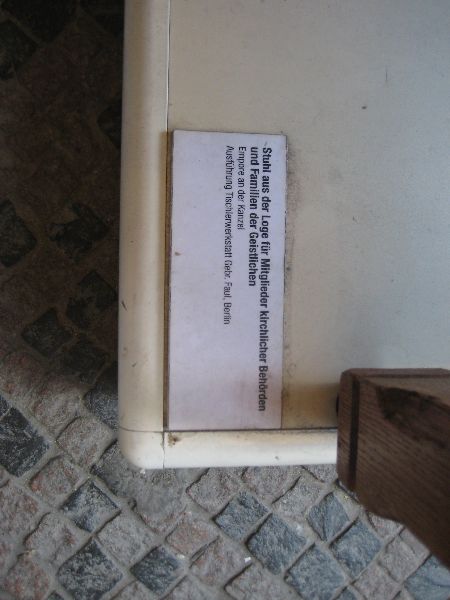 Stuhl aus der Loge für Mitglieder kirchlicher Behörden
und Familien der Geistlichen
Empore an der Kanzel
Ausführung Tischlerwerkstatt Gebr. Faul, Berlin